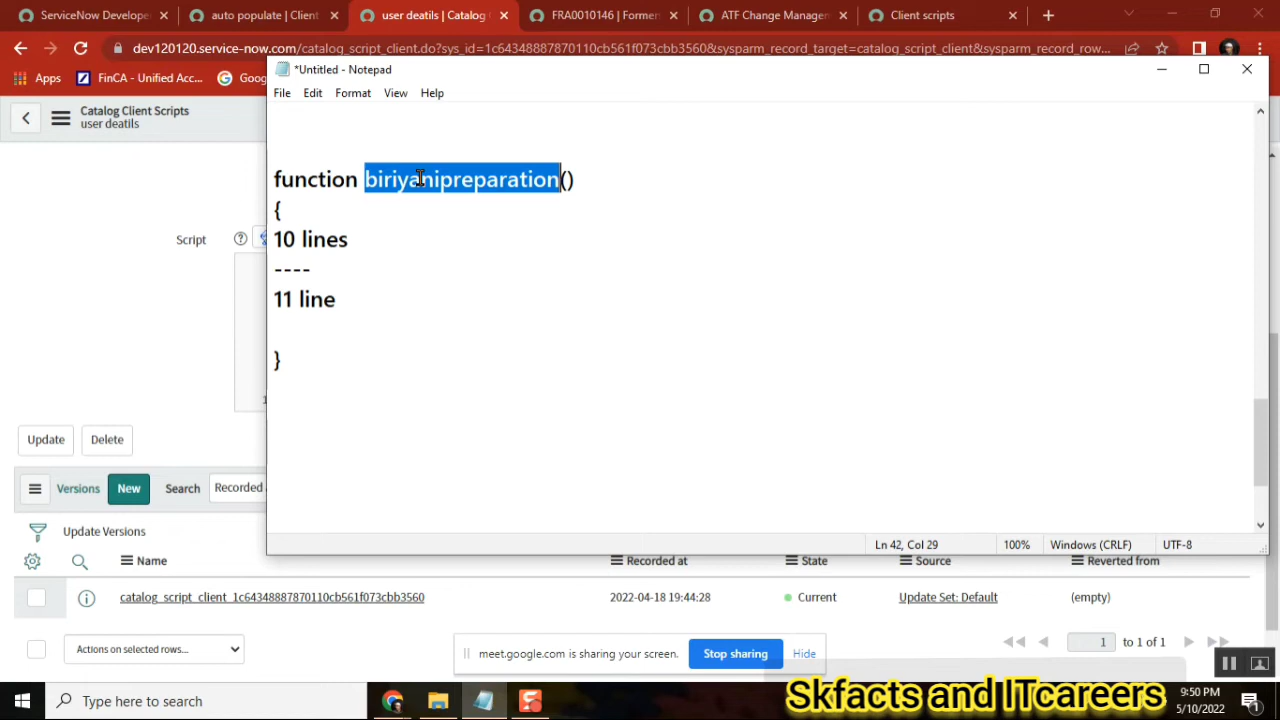 ServiceNow Develope
auto populate | Client
user deatils | Catalog
FRA0010146 | Formen
ATF Change Managem
Client scripts
dev120120.service-now.com/catalog_script_client.do?sys_id=1c64348887870110cb561f073cbb3560&sysparm_record_target=catalog_script_client&sysparm_record_row...
Apps
FinCA - Unified Acc...
Goog
*Untitled - Notepad
File Edit Format View Help
Catalog Client Scripts
user deatils
function biriyanipreparation()
{
10 lines
----
11 line
}
Script
1
Update
Delete
Versions
New
Search
Recorded
Ln 42, Col 29
100%
Windows (CRLF)
UTF-8
Update Versions
Name
Recorded at
State
Source
Reverted from
catalog_script_client_1c64348887870110cb561f073cbb3560
2022-04-18 19:44:28
Current
Update Set: Default
(empty)
Actions on selected rows...
1 to 1 of 1
meet.google.com is sharing your screen.
Stop sharing
Hide
Skfacts and ITcareers
Type here to search
9:50 PM
5/10/2022
1